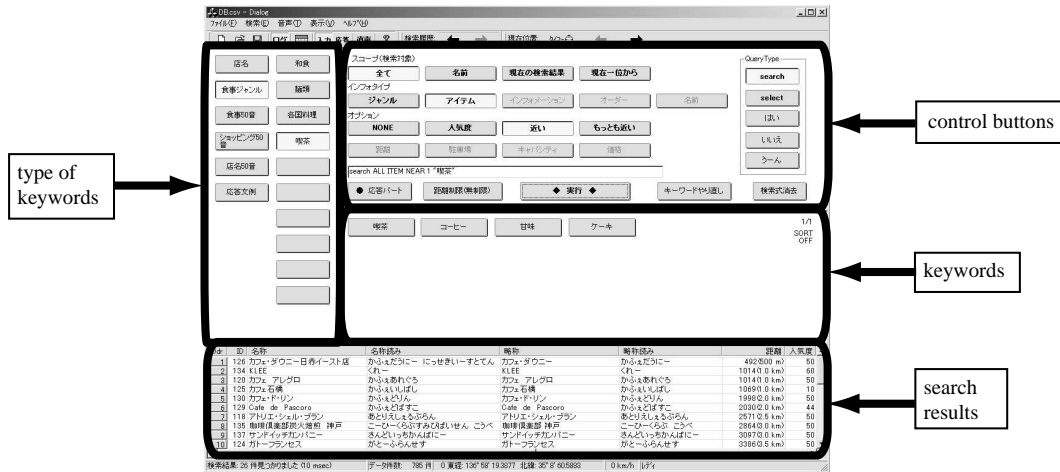 DB.csv - Dialog
ファイル(F) 検索(E) 音声(T) 表示(V) ヘルプ(H)
ログ 入力 応答 検索履歴: 現在位置:
type of
keywords
店名 和食
食事ジャンル 麺類
食事50音 各国料理
ショッピング50
音
喫茶
店名50音
応答文例
スコープ(検索対象)
全て 名前 現在の検索結果 現在一位から
インフォタイプ
ジャンル アイテム インフォメーション オーダー 名前
オプション
NONE 人気度 近い もっとも近い
距離 駐車場 キャパシティ 価格
search ALL ITEM NEAR 1 "喫茶"
● 応答パート 距離制限(無制限) ◆ 実行 ◆ キーワードやり直し 検索式消去
QueryType
search
select
はい
いいえ
うーん
control buttons
喫茶 コーヒー 甘味 ケーキ
1/1
SORT
OFF
keywords
ID 名称 名称読み 略称 略称読み 距離 人気度
1 126 カフェ・ダウニー日赤イースト店 かふぇだうにー にっせきいーすとてん カフェ・ダウニー かふぇだうにー 492(500 m) 50
2 134 KLEE くれー KLEE くれー 1014(1.0 km) 60
3 120 カフェ アレグロ かふぇあれぐろ カフェ アレグロ かふぇあれぐろ 1014(1.0 km) 50
4 125 カフェ石橋 かふぇいしばし カフェ石橋 かふぇいしばし 1069(1.0 km) 10
5 130 カフェ・ド・リン かふぇどりん カフェ・ド・リン かふぇどりん 1998(2.0 km) 50
6 129 Cafe de Pascoro かふぇどぱすこ Cafe de Pascoro かふぇどぱすこ 2030(2.0 km) 44
7 118 アトリエ・シェル・ブラン あとりえしぇるぶらん アトリエ・シェル・ブラン あとりえしぇるぶらん 2571(2.5 km) 50
8 135 珈琲倶楽部炭火焙煎 神戸 こーひーくらぶすみびばいせん こうべ 珈琲倶楽部 神戸 こーひーくらぶ こうべ 2864(3.0 km) 50
9 137 サンドイッチカンパニー さんどいっちかんぱにー サンドイッチカンパニー さんどいっちかんぱにー 3097(3.0 km) 50
10 124 ガトーフランセス がとーふらんせす ガトーフランセス がとーふらんせす 3386(3.5 km) 50
search
results
検索結果: 26 件見つかりました (10 msec) データ件数: 785 件 0 東経: 136° 58' 19.3877 北緯: 35° 8' 60.5883 0 km/h レディ